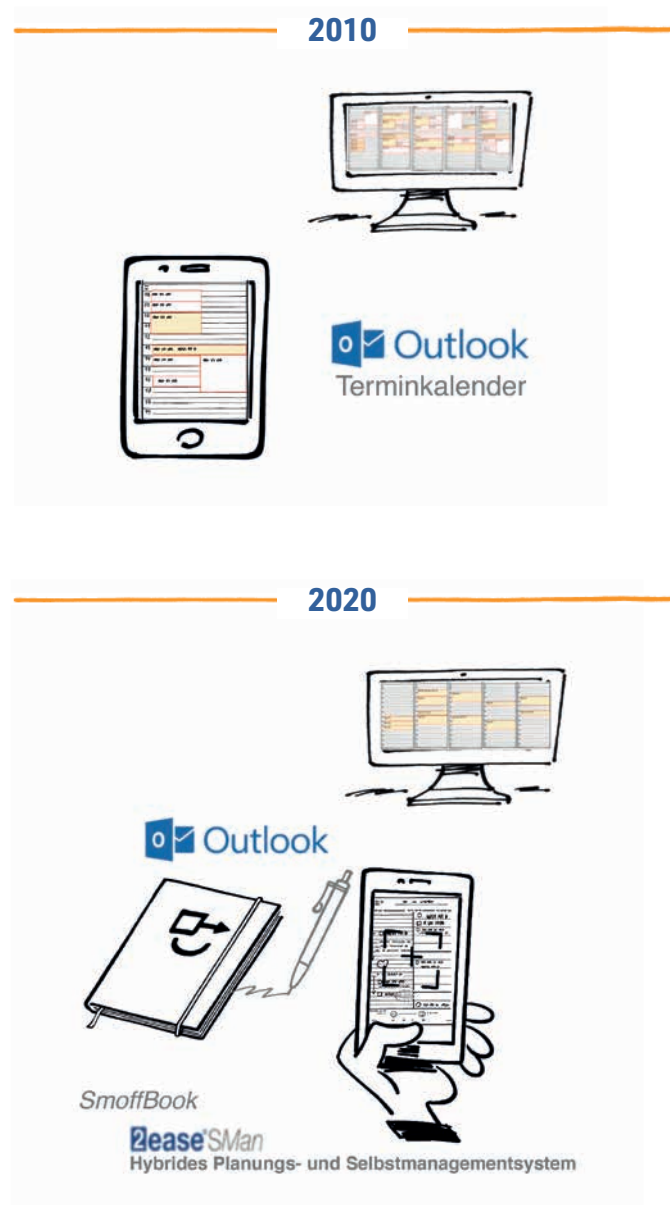 2010
Outlook
Terminkalender
2020
Outlook
SmoffBook
2ease®SMan
Hybrides Planungs- und Selbstmanagementsystem